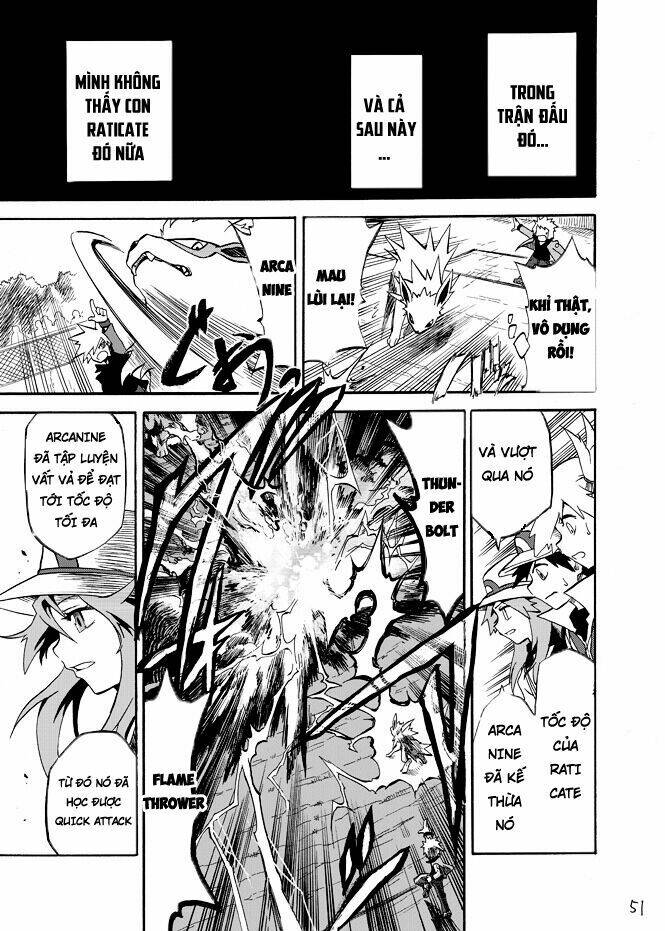 TRONG
TRẬN ĐẤU
ĐÓ...
VÀ CẢ
SAU NÀY
...
MÌNH KHÔNG
THẤY CON
RATICATE
ĐÓ NỮA
KHỈ THẬT,
VÔ DỤNG
RỒI!
MAU
LÙI LẠI!
ARCA
NINE
VÀ VƯỢT
QUA NÓ
TỐC ĐỘ
CỦA
RATI
CATE
ARCA
NINE
ĐÃ KẾ
THỪA
NÓ
THUN
DER
BOLT
FLAME
THROWER
ARCANINE
ĐÃ TẬP LUYỆN
VẤT VẢ ĐỂ ĐẠT
TỚI TỐC ĐỘ
TỐI ĐA
TỪ ĐÓ NÓ ĐÃ
HỌC ĐƯỢC
QUICK ATTACK
51